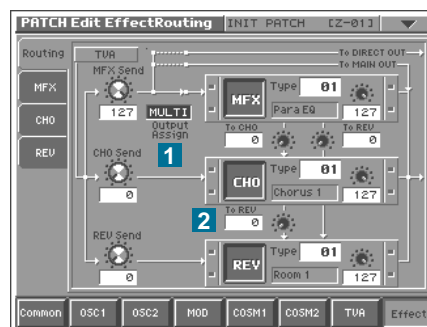 PATCH Edit EffectRouting INIT PATCH [Z-01]
Routing TVA To DIRECT OUT
To MAIN OUT
MFX Send
MFX
127 MULTI
Output
Assign
1
MFX Type 01
Para EQ 127
To CHO To REV
0 0
CHO
CHO Send
0
CHO Type 01
Chorus 1 127
REV
2
To REV
0
REV Send
0
REV Type 01
Room 1 127
Common OSC1 OSC2 MOD COSM1 COSM2 TVA Effect